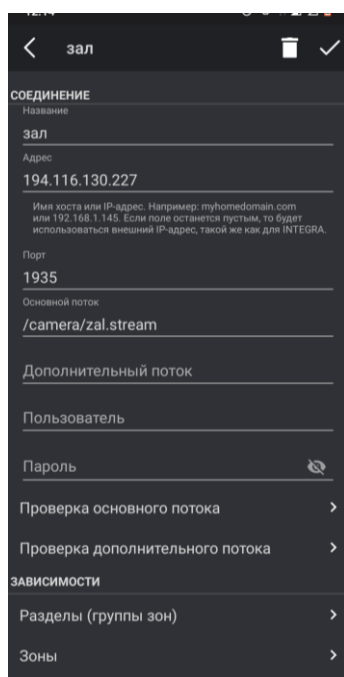 зал
СОЕДИНЕНИЕ
Название
зал
Адрес
194.116.130.227
Имя хоста или IP-адрес. Например: myhomedomain.com
или 192.168.1.145. Если поле останется пустым, то будет
использоваться внешний IP-адрес, такой же как для INTEGRA.
Порт
1935
Основной поток
/camera/zal.stream
Дополнительный поток
Пользователь
Пароль
Проверка основного потока
Проверка дополнительного потока
ЗАВИСИМОСТИ
Разделы (группы зон)
Зоны